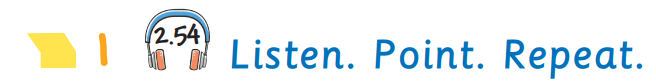 1 2.54 Listen. Point. Repeat.